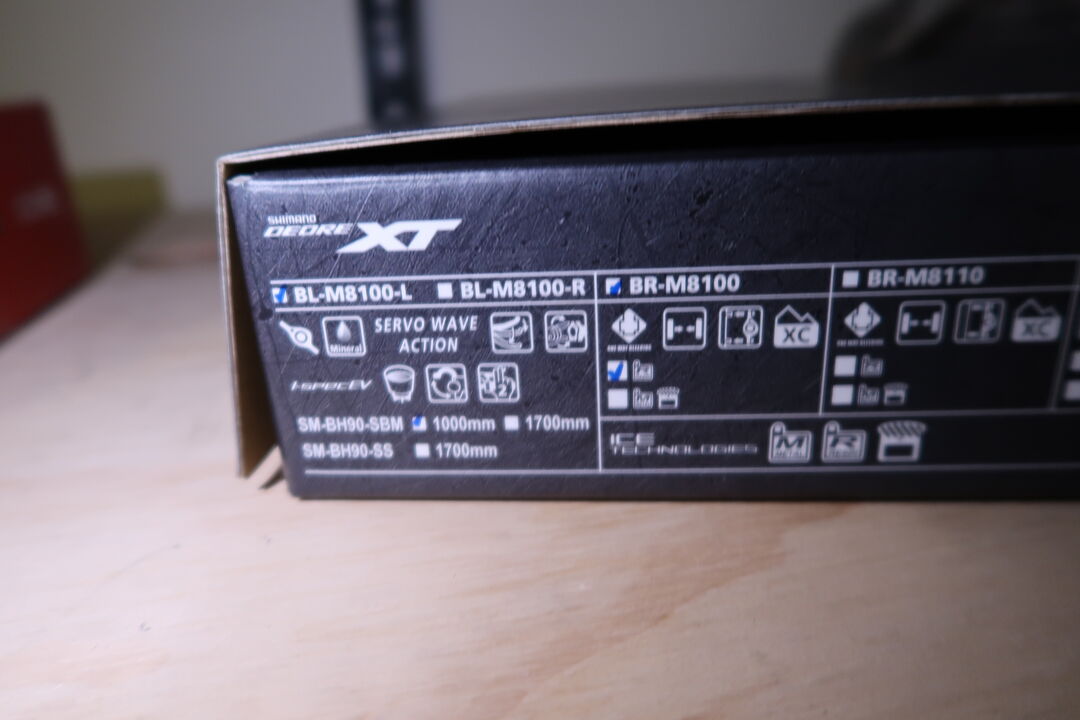 SHIMANO
DEORE XT
BL-M8100-L BL-M8100-R
Mineral SERVO WAVE
ACTION
I-SPEC EV
SM-BH90-SBM 1000mm 1700mm
SM-BH90-SS 1700mm
BR-M8100
XC
ICE
TECHNOLOGIES M R
BR-M8110
XC